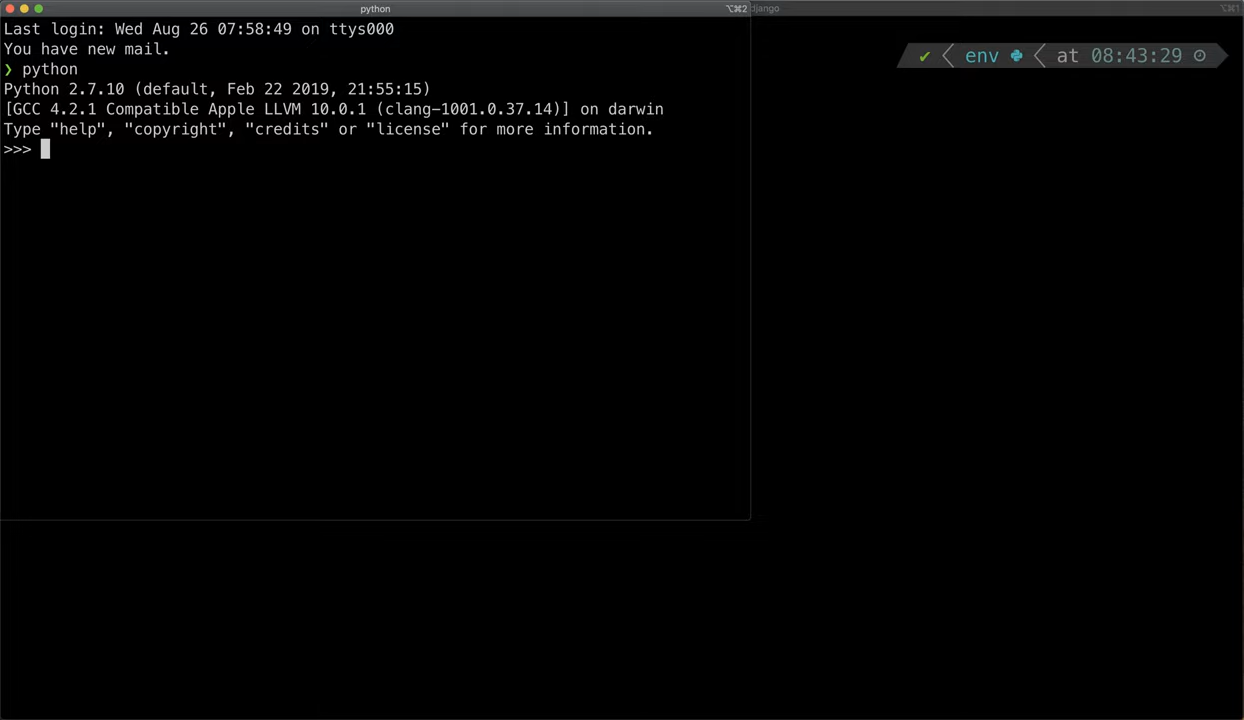 python
⌥⌘2
django
⌥⌘1
Last login: Wed Aug 26 07:58:49 on ttys000
You have new mail.
❯ python
Python 2.7.10 (default, Feb 22 2019, 21:55:15)
[GCC 4.2.1 Compatible Apple LLVM 10.0.1 (clang-1001.0.37.14)] on darwin
Type "help", "copyright", "credits" or "license" for more information.
>>>
✔ env at 08:43:29